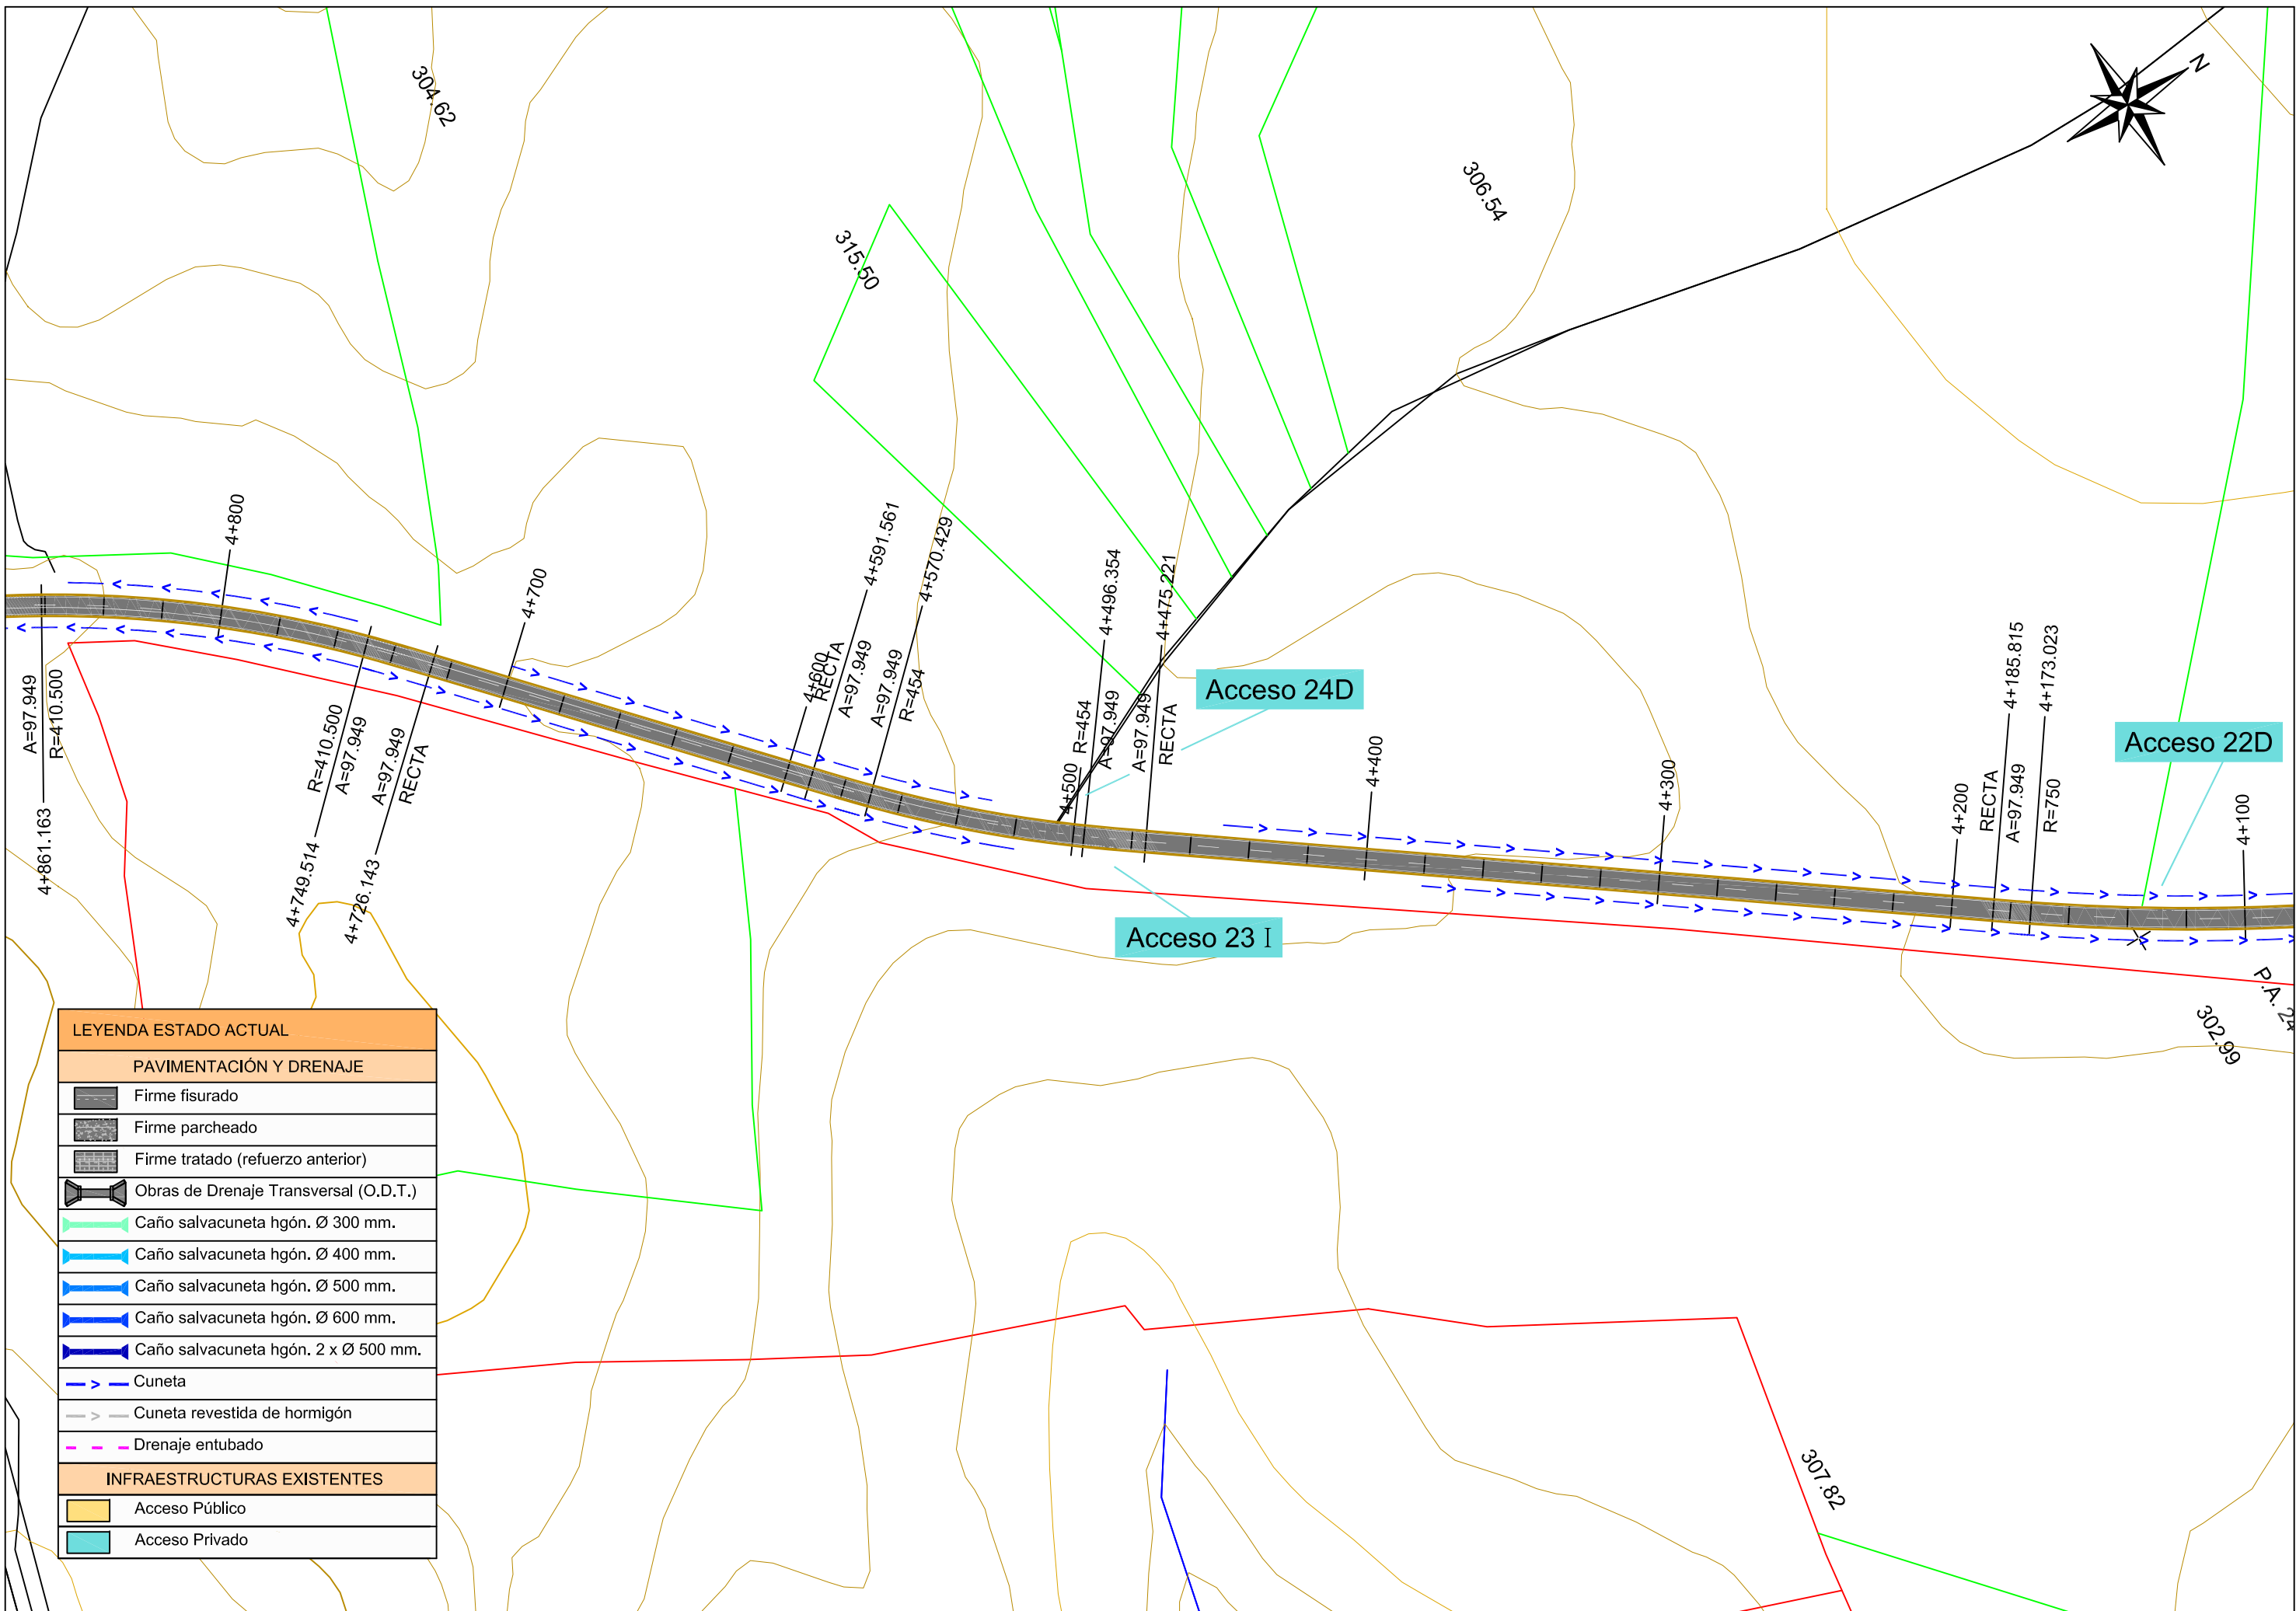 N
304.62
306.54
315.50
4+800
4+700
4+591.561
4+570.429
4+600
RECTA
A=97.949
A=97.949
R=454
4+496.354
4+475.221
4+500
R=454
A=97.949
A=97.949
RECTA
Acceso 24D
4+400
4+300
4+200
RECTA
4+185.815
A=97.949
4+173.023
R=750
Acceso 22D
4+100
A=97.949
R=410.500
4+861.163
R=410.500
A=97.949
4+749.514
A=97.949
RECTA
4+726.143
Acceso 23 I
P.A. 24
302.99
307.82
LEYENDA ESTADO ACTUAL
PAVIMENTACIÓN Y DRENAJE
Firme fisurado
Firme parcheado
Firme tratado (refuerzo anterior)
Obras de Drenaje Transversal (O.D.T.)
Caño salvacuneta hgón. Ø 300 mm.
Caño salvacuneta hgón. Ø 400 mm.
Caño salvacuneta hgón. Ø 500 mm.
Caño salvacuneta hgón. Ø 600 mm.
Caño salvacuneta hgón. 2 x Ø 500 mm.
Cuneta
Cuneta revestida de hormigón
Drenaje entubado
INFRAESTRUCTURAS EXISTENTES
Acceso Público
Acceso Privado